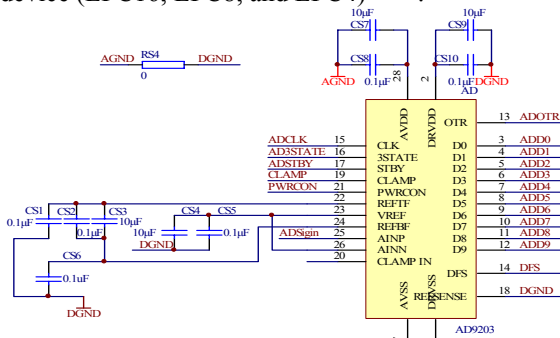 device (EPC16, EPC8, and EPC4)
10μF
CS7
CS8
0.1μF
AGND
10μF
CS9
CS10
0.1μF
DGND
AD
RS4
AGND
DGND
0
28
2
AVDD
DRVDD
OTR 13 ADOTR
ADCLK 15 CLK
D0 3 ADD0
AD3STATE 16 3STATE
D1 4 ADD1
ADSTBY 17 STBY
D2 5 ADD2
CLAMP 19 CLAMP
D3 6 ADD3
PWRCON 21 PWRCON
D4 7 ADD4
22 REFTF
D5 8 ADD5
23 VREF
D6 9 ADD6
24 REFBF
D7 10 ADD7
ADSigin 25 AINP
D8 11 ADD8
26 AINN
D9 12 ADD9
20 CLAMP IN
DFS 14 DFS
AVSS
DRVSS
REFSENSE 18 DGND
AD9203
CS1
0.1μF
CS2
0.1μF
CS3
10μF
CS4
10μF
CS5
0.1μF
DGND
CS6
0.1uF
DGND